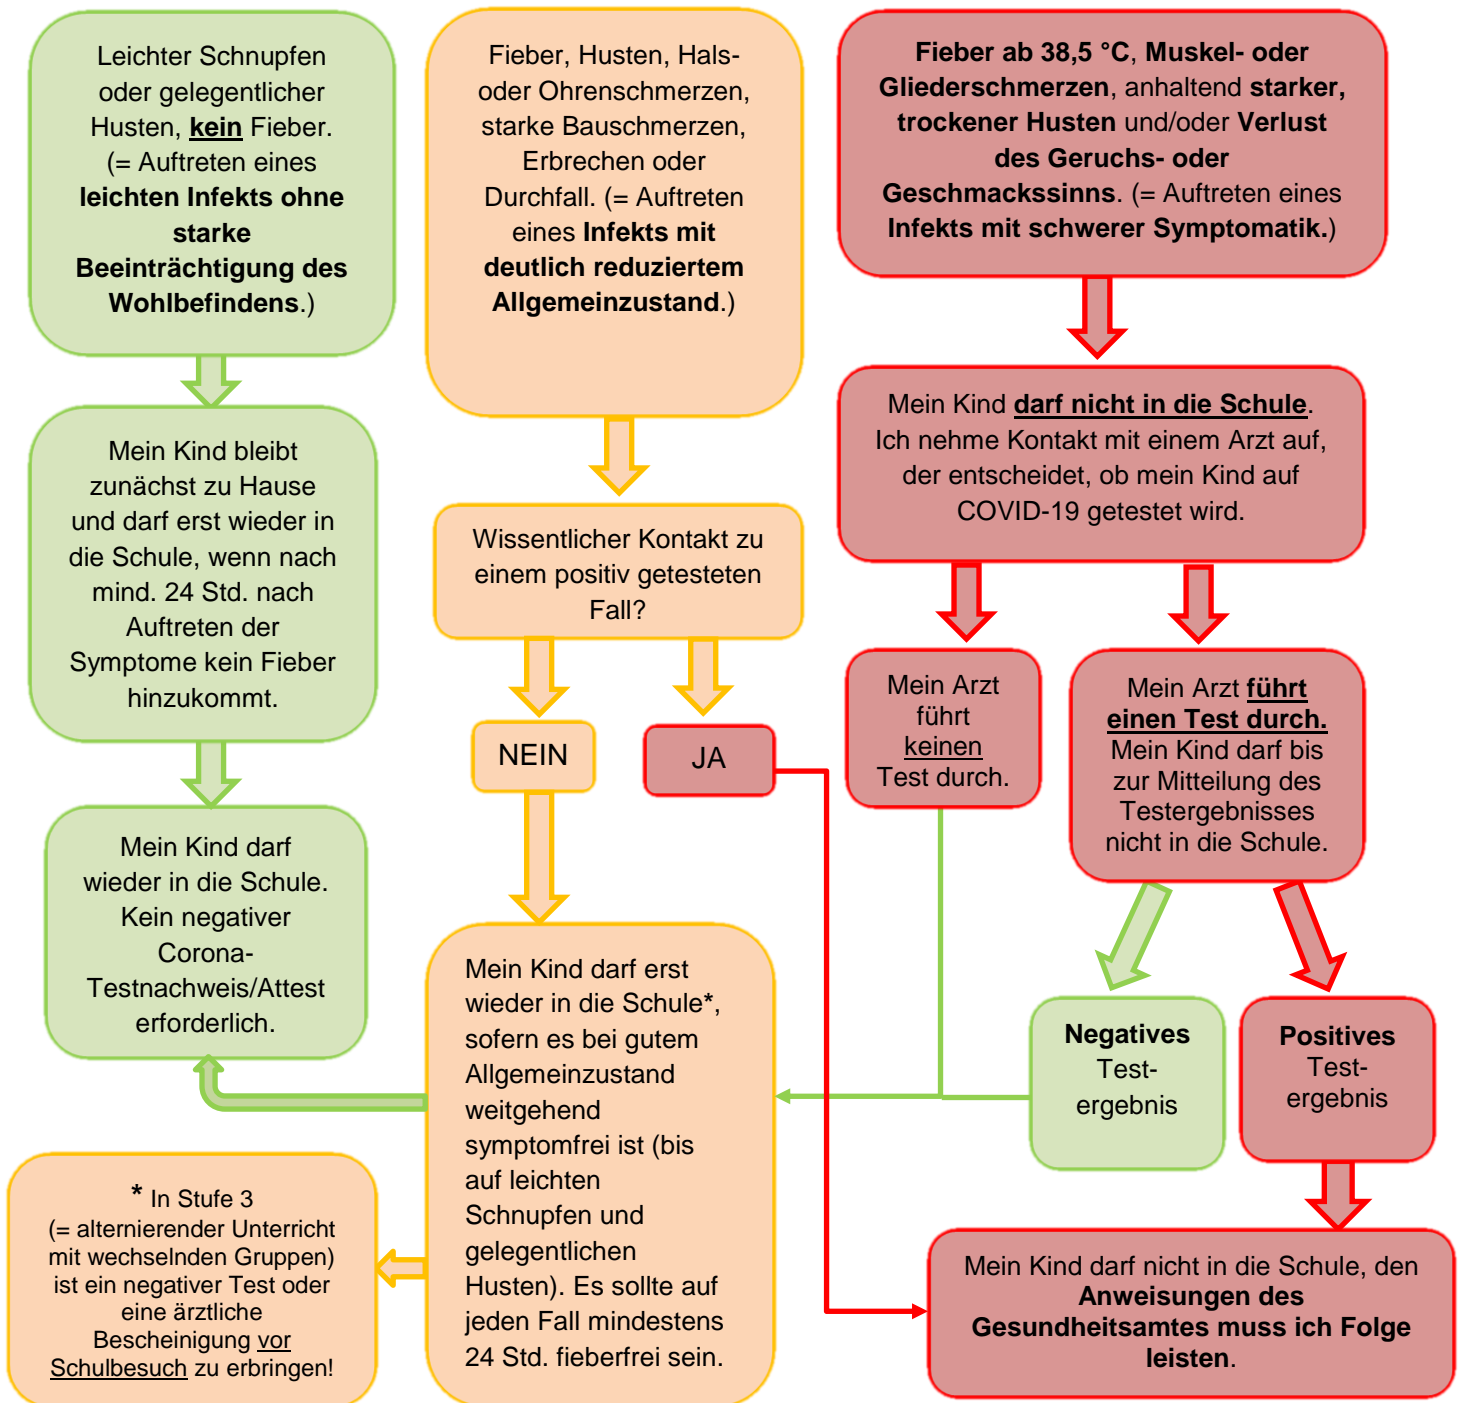 Leichter Schnupfen
oder gelegentlicher
Husten, kein Fieber.
(= Auftreten eines
leichten Infekts ohne
starke
Beeinträchtigung des
Wohlbefindens.)
Mein Kind bleibt
zunächst zu Hause
und darf erst wieder in
die Schule, wenn nach
mind. 24 Std. nach
Auftreten der
Symptome kein Fieber
hinzukommt.
Mein Kind darf
wieder in die Schule.
Kein negativer
Corona-
Testnachweis/Attest
erforderlich.
Fieber, Husten, Hals-
oder Ohrenschmerzen,
starke Bauschmerzen,
Erbrechen oder
Durchfall. (= Auftreten
eines Infekts mit
deutlich reduziertem
Allgemeinzustand.)
Wissentlicher Kontakt zu
einem positiv getesteten
Fall?
NEIN
JA
Mein Kind darf erst
wieder in die Schule*,
sofern es bei gutem
Allgemeinzustand
weitgehend
symptomfrei ist (bis
auf leichten
Schnupfen und
gelegentlichen
Husten). Es sollte auf
jeden Fall mindestens
24 Std. fieberfrei sein.
* In Stufe 3
(= alternierender Unterricht
mit wechselnden Gruppen)
ist ein negativer Test oder
eine ärztliche
Bescheinigung vor
Schulbesuch zu erbringen!
Fieber ab 38,5 °C, Muskel- oder
Gliederschmerzen, anhaltend starker,
trockener Husten und/oder Verlust
des Geruchs- oder
Geschmackssinns. (= Auftreten eines
Infekts mit schwerer Symptomatik.)
Mein Kind darf nicht in die Schule.
Ich nehme Kontakt mit einem Arzt auf,
der entscheidet, ob mein Kind auf
COVID-19 getestet wird.
Mein Arzt
führt
keinen
Test durch.
Mein Arzt führt
einen Test durch.
Mein Kind darf bis
zur Mitteilung des
Testergebnisses
nicht in die Schule.
Negatives
Test-
ergebnis
Positives
Test-
ergebnis
Mein Kind darf nicht in die Schule, den
Anweisungen des
Gesundheitsamtes muss ich Folge
leisten.